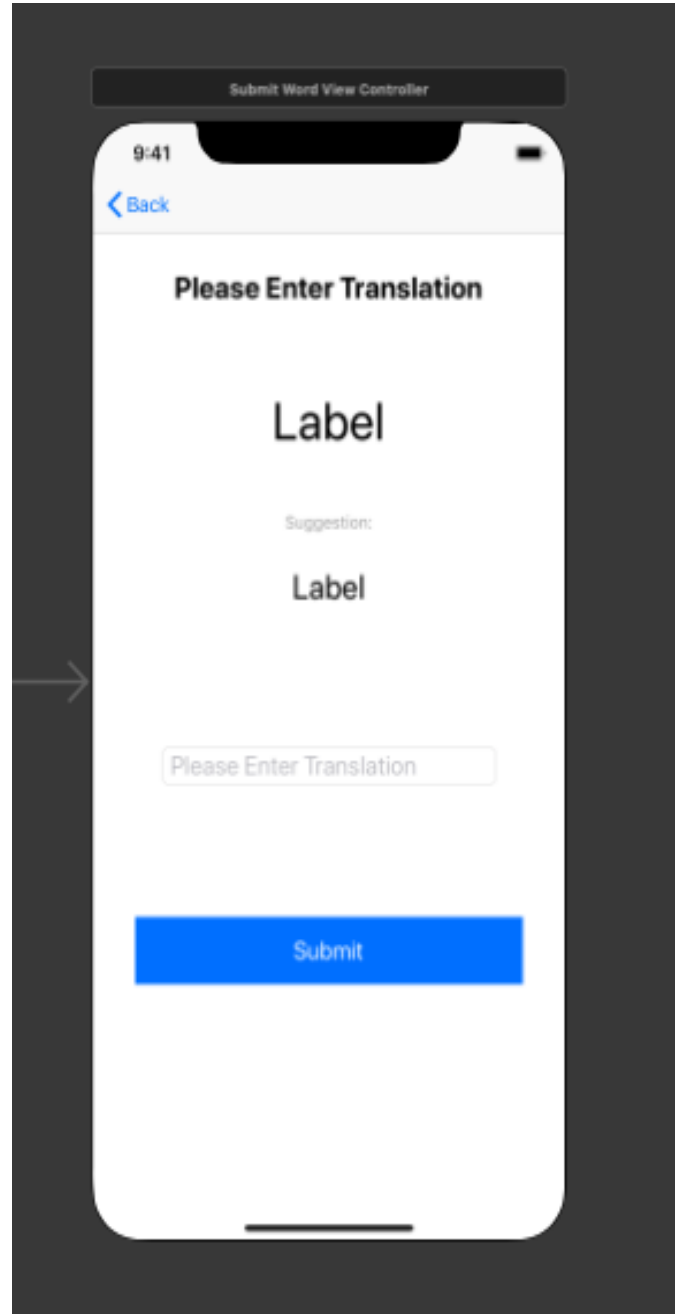 Submit Word View Controller
9:41
Back
Please Enter Translation
Label
Suggestion:
Label
Please Enter Translation
Submit